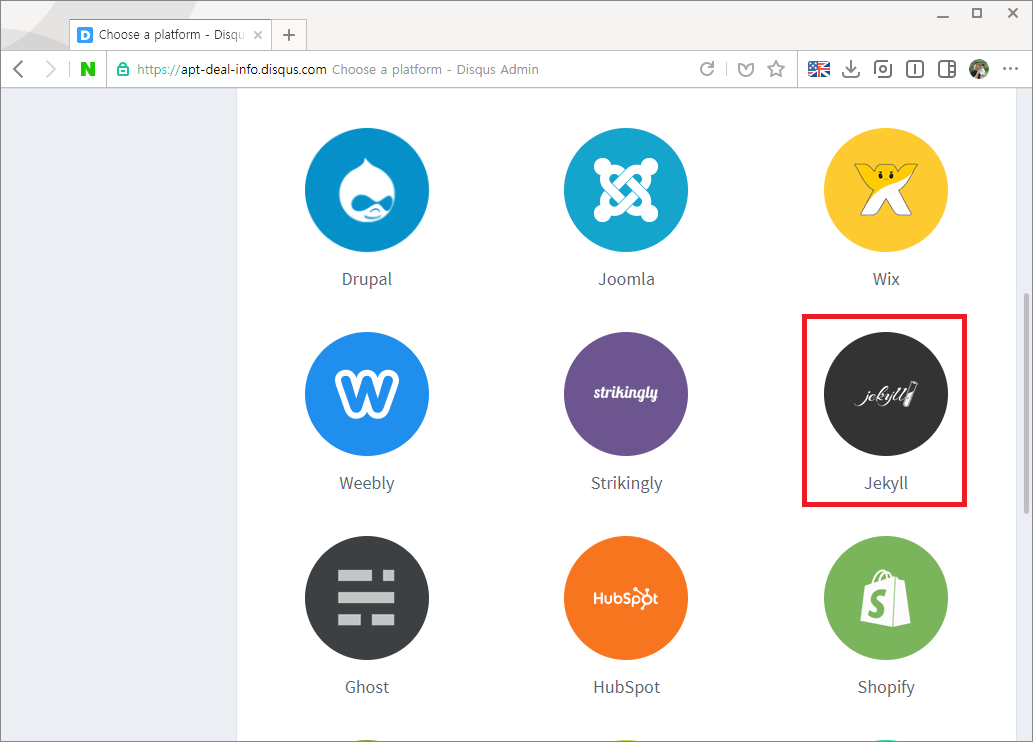 Choose a platform - Disqu
https://apt-deal-info.disqus.com Choose a platform - Disqus Admin
Drupal Joomla Wix
strikingly jekyll
Weebly Strikingly Jekyll
HubSpot
Ghost HubSpot Shopify